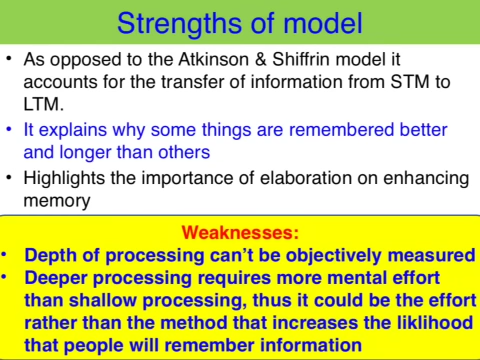 Strengths of model
• As opposed to the Atkinson & Shiffrin model it
accounts for the transfer of information from STM to
LTM.
• It explains why some things are remembered better
and longer than others
• Highlights the importance of elaboration on enhancing
memory
Weaknesses:
• Depth of processing can't be objectively measured
• Deeper processing requires more mental effort
than shallow processing, thus it could be the effort
rather than the method that increases the liklihood
that people will remember information